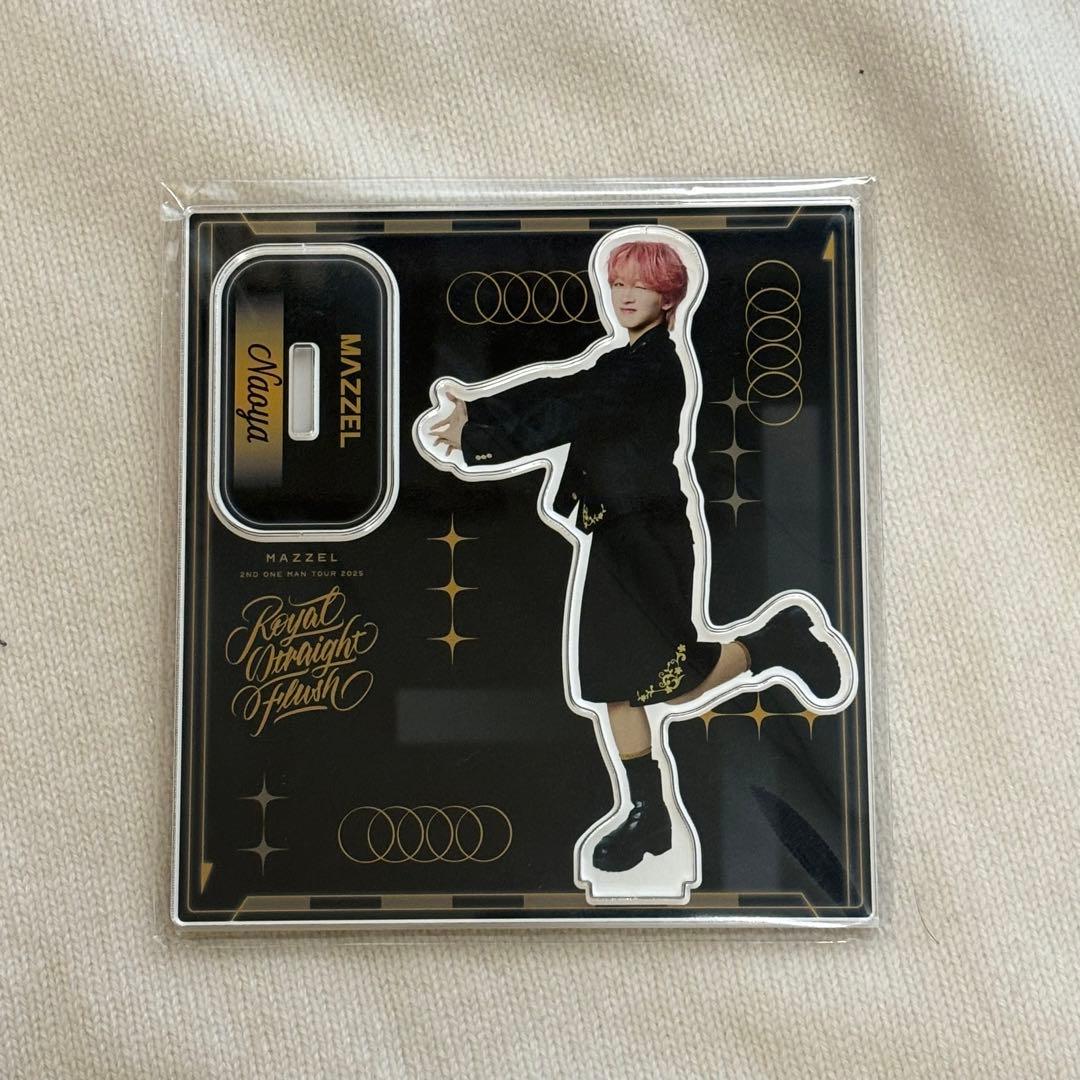 MAZZEL
Naoya
MAZZEL
2ND ONE MAN TOUR 2025
Royal
Straight
Flush